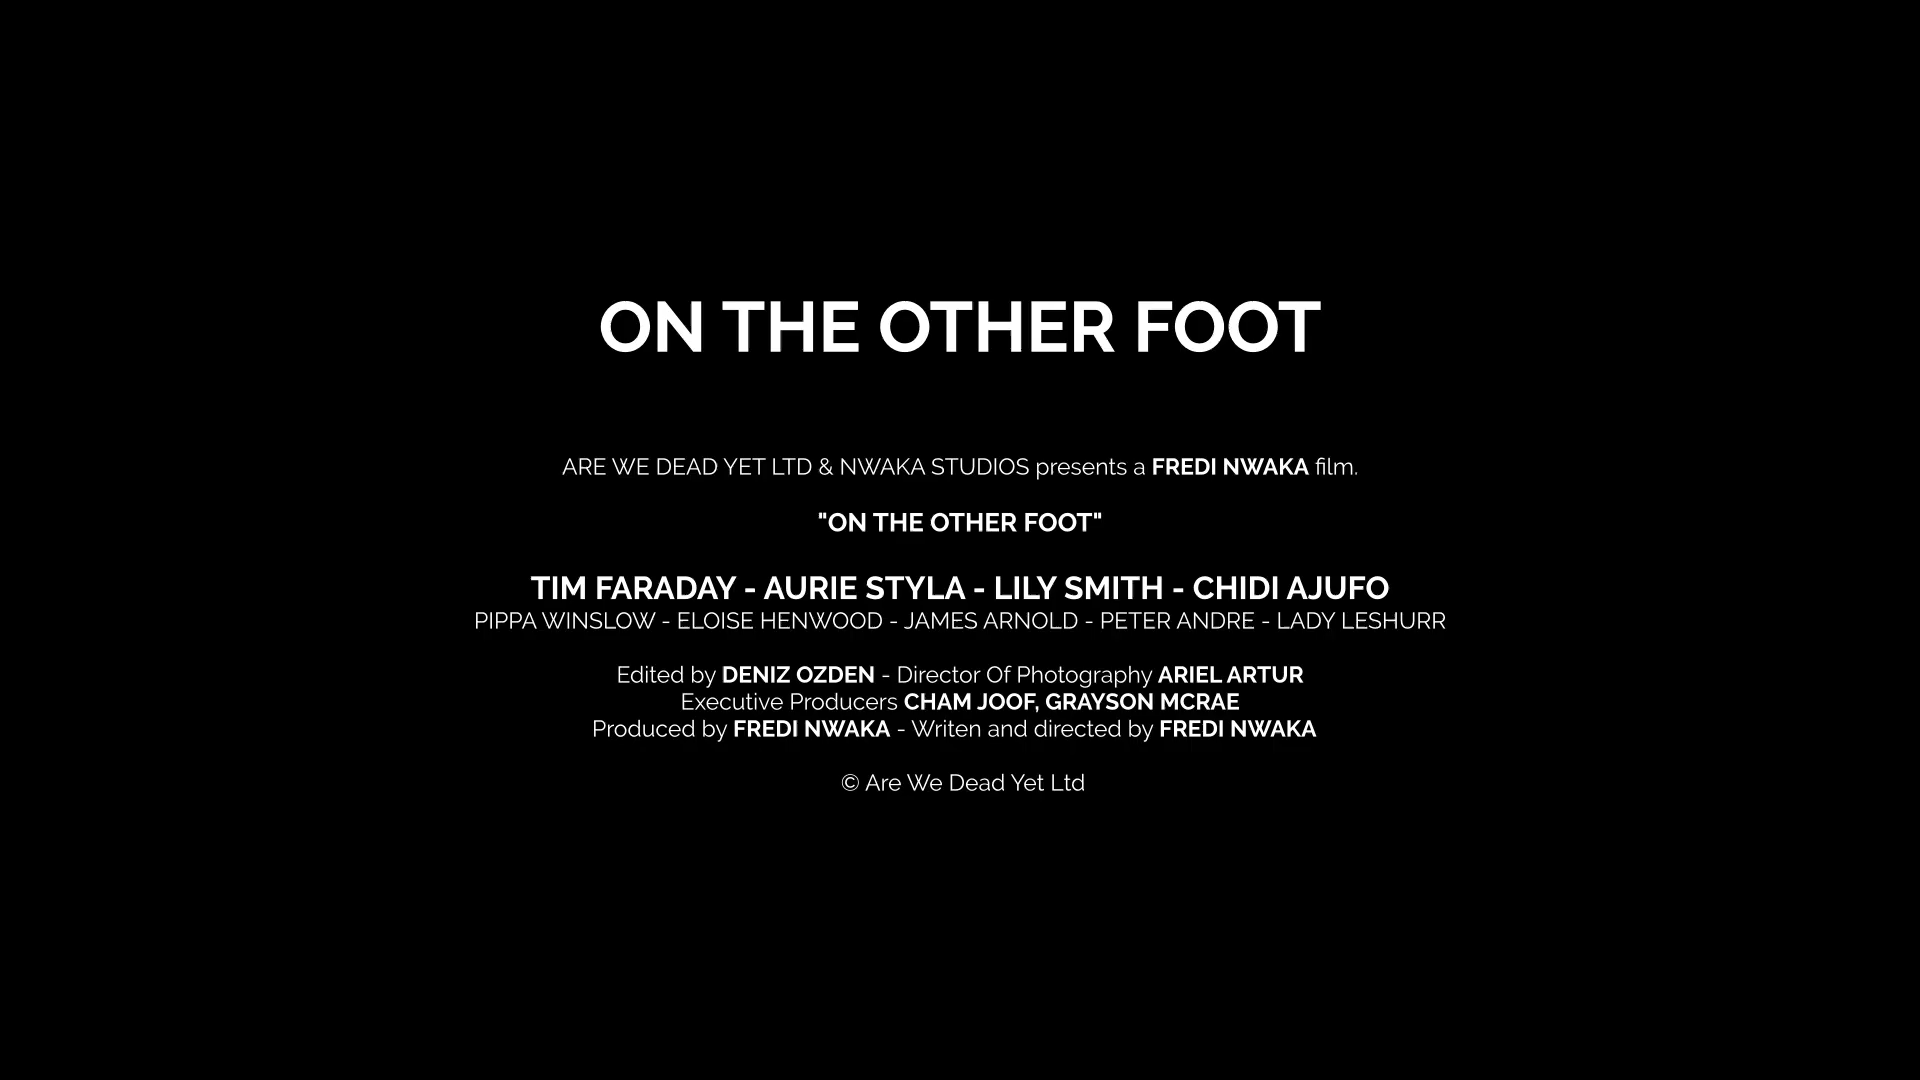 ON THE OTHER FOOT
ARE WE DEAD YET LTD & NWAKA STUDIOS presents a FREDI NWAKA film.
"ON THE OTHER FOOT"
TIM FARADAY - AURIE STYLA - LILY SMITH - CHIDI AJUFO
PIPPA WINSLOW - ELOISE HENWOOD - JAMES ARNOLD - PETER ANDRE - LADY LESHURR
Edited by DENIZ OZDEN - Director Of Photography ARIEL ARTUR
Executive Producers CHAM JOOF, GRAYSON MCRAE
Produced by FREDI NWAKA - Writen and directed by FREDI NWAKA
© Are We Dead Yet Ltd